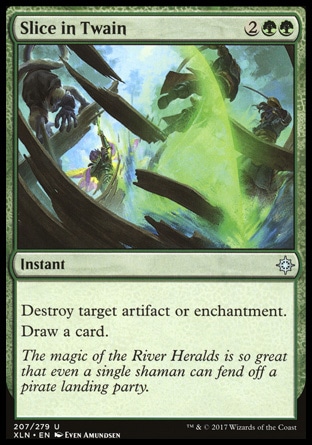 Slice in Twain 2
Instant
Destroy target artifact or enchantment.
Draw a card.
The magic of the River Heralds is so great
that even a single shaman can fend off a
pirate landing party.
207/279 U
XLN • EN Even Amundsen
™ & © 2017 Wizards of the Coast